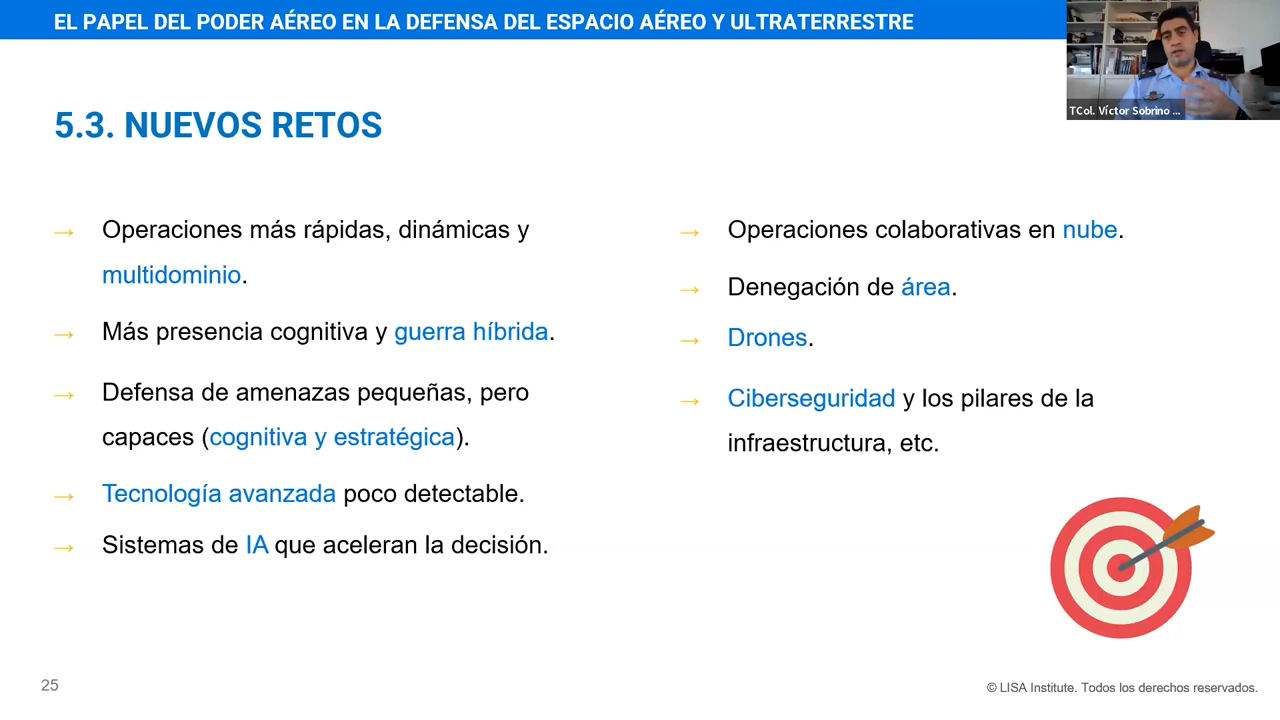 EL PAPEL DEL PODER AÉREO EN LA DEFENSA DEL ESPACIO AÉREO Y ULTRATERRESTRE
TCol. Víctor Sobrino ...
5.3. NUEVOS RETOS
→ Operaciones más rápidas, dinámicas y
multidominio.
→ Más presencia cognitiva y guerra híbrida.
→ Defensa de amenazas pequeñas, pero
capaces (cognitiva y estratégica).
→ Tecnología avanzada poco detectable.
→ Sistemas de IA que aceleran la decisión.
→ Operaciones colaborativas en nube.
→ Denegación de área.
→ Drones.
→ Ciberseguridad y los pilares de la
infraestructura, etc.
25
© LISA Institute. Todos los derechos reservados.